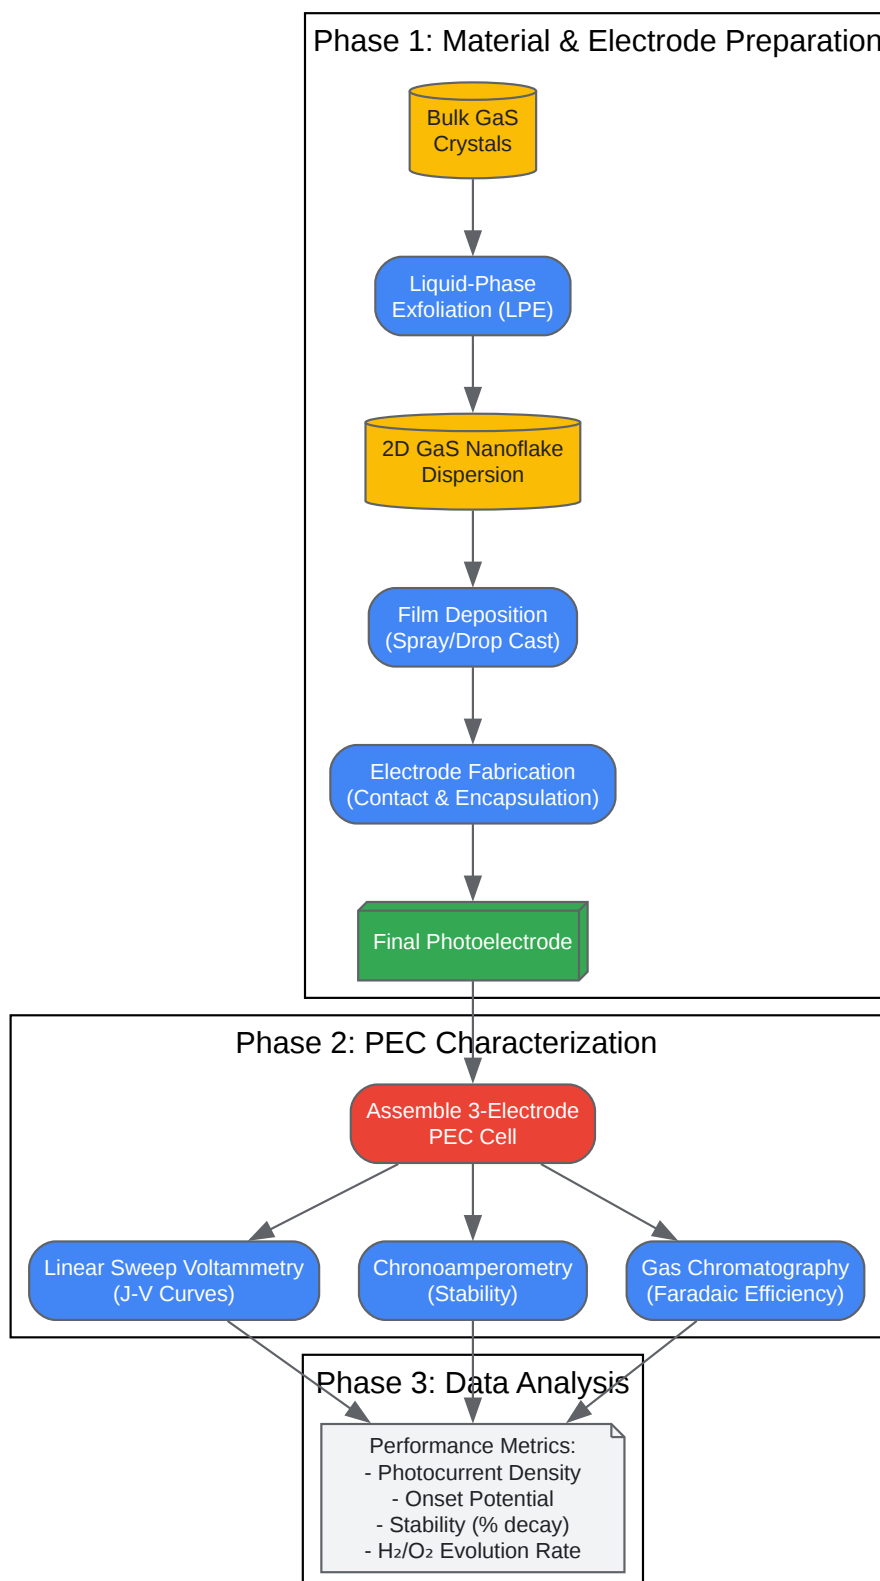 Phase 1: Material & Electrode Preparation
Bulk GaS
Crystals
Liquid-Phase
Exfoliation (LPE)
2D GaS Nanoflake
Dispersion
Film Deposition
(Spray/Drop Cast)
Electrode Fabrication
(Contact & Encapsulation)
Final Photoelectrode
Phase 2: PEC Characterization
Assemble 3-Electrode
PEC Cell
Linear Sweep Voltammetry
(J-V Curves)
Chronoamperometry
(Stability)
Gas Chromatography
(Faradaic Efficiency)
Phase 3: Data Analysis
Performance Metrics:
- Photocurrent Density
- Onset Potential
- Stability (% decay)
- H₂/O₂ Evolution Rate